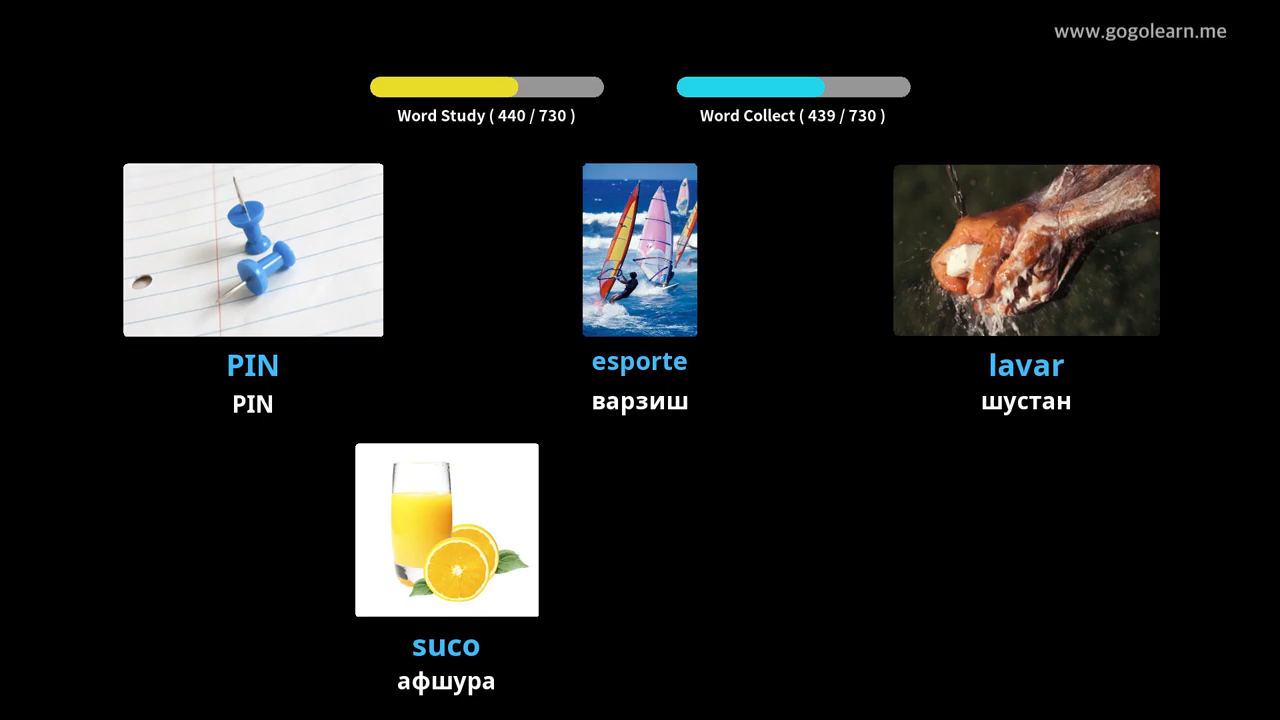 www.gogolearn.me
Word Study ( 440 / 730 )
Word Collect ( 439 / 730 )
PIN
PIN
esporte
варзиш
lavar
шустан
suco
афшура